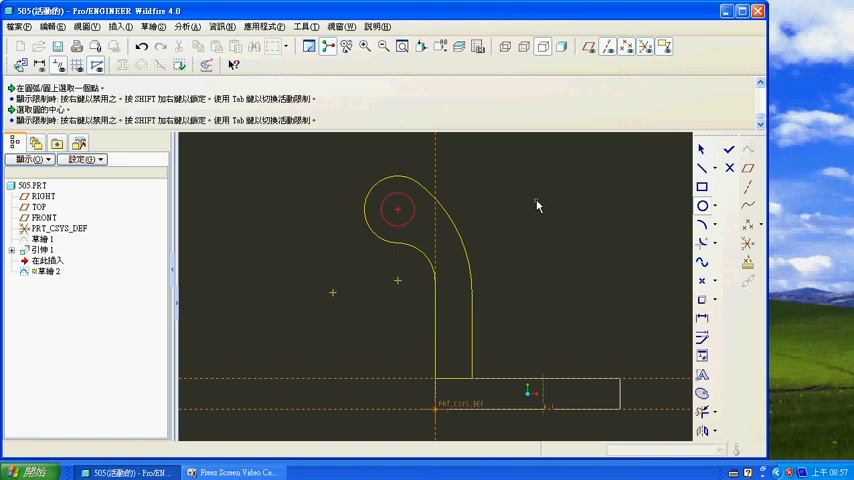 505(活動的) - Pro/ENGINEER Wildfire 4.0
檔案(F) 編輯(E) 視圖(V) 插入(I) 草繪(S) 分析(A) 資訊(N) 應用程式(P) 工具(T) 視窗(W) 說明(H)
在圓弧/圓上選取一個點。
顯示限制時: 按右鍵以禁用之。按 SHIFT 加右鍵以鎖定。使用 Tab 鍵以切換活動限制。
選取圓的中心。
顯示限制時: 按右鍵以禁用之。按 SHIFT 加右鍵以鎖定。使用 Tab 鍵以切換活動限制。
顯示(O) 設定(G)
505.PRT
RIGHT
TOP
FRONT
PRT_CSYS_DEF
草繪 1
引伸 1
在此插入
※草繪 2
PRT_CSYS_DEF
開始 505(活動的) - Pro/EN... Freez Screen Video Ca... 上午 08:57